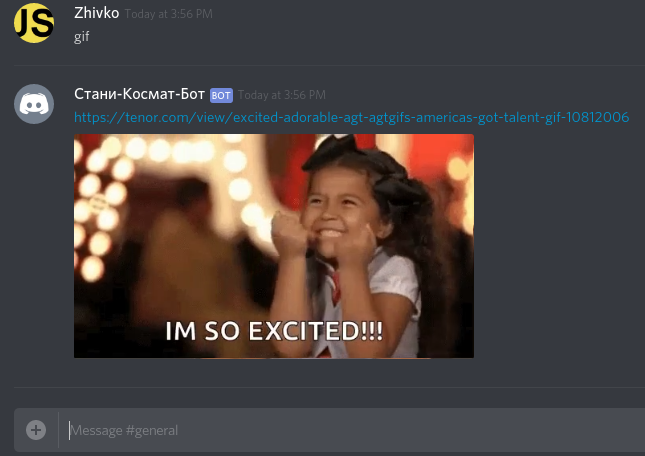 JS
Zhivko Today at 3:56 PM
gif
Стани-Космат-Бот BOT Today at 3:56 PM
https://tenor.com/view/excited-adorable-agt-agtgifs-americas-got-talent-gif-10812006
IM SO EXCITED!!!
Message #general